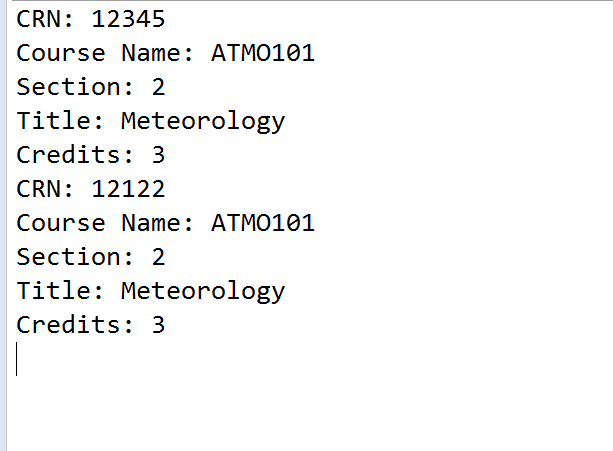 CRN: 12345
Course Name: ATMO101
Section: 2
Title: Meteorology
Credits: 3
CRN: 12122
Course Name: ATMO101
Section: 2
Title: Meteorology
Credits: 3